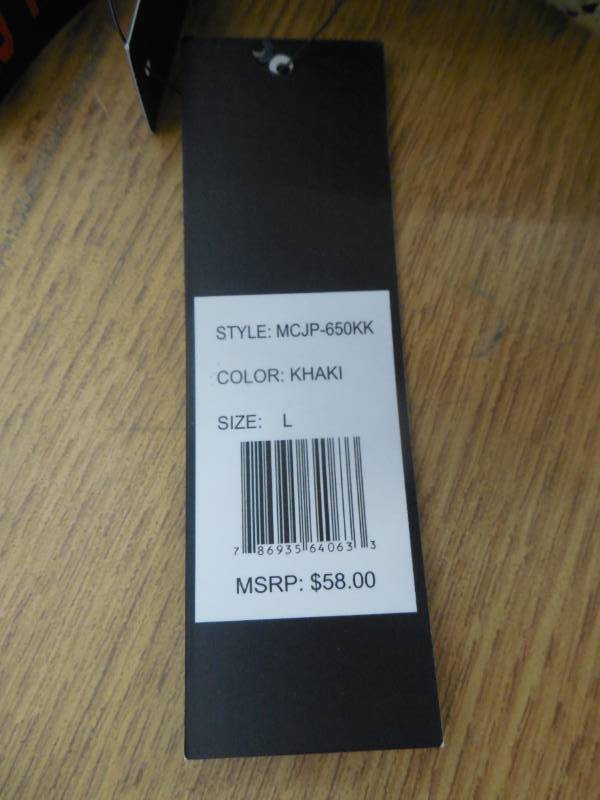 STYLE: MCJP-650KK
COLOR: KHAKI
SIZE: L
7 86935 64063 3
MSRP: $58.00